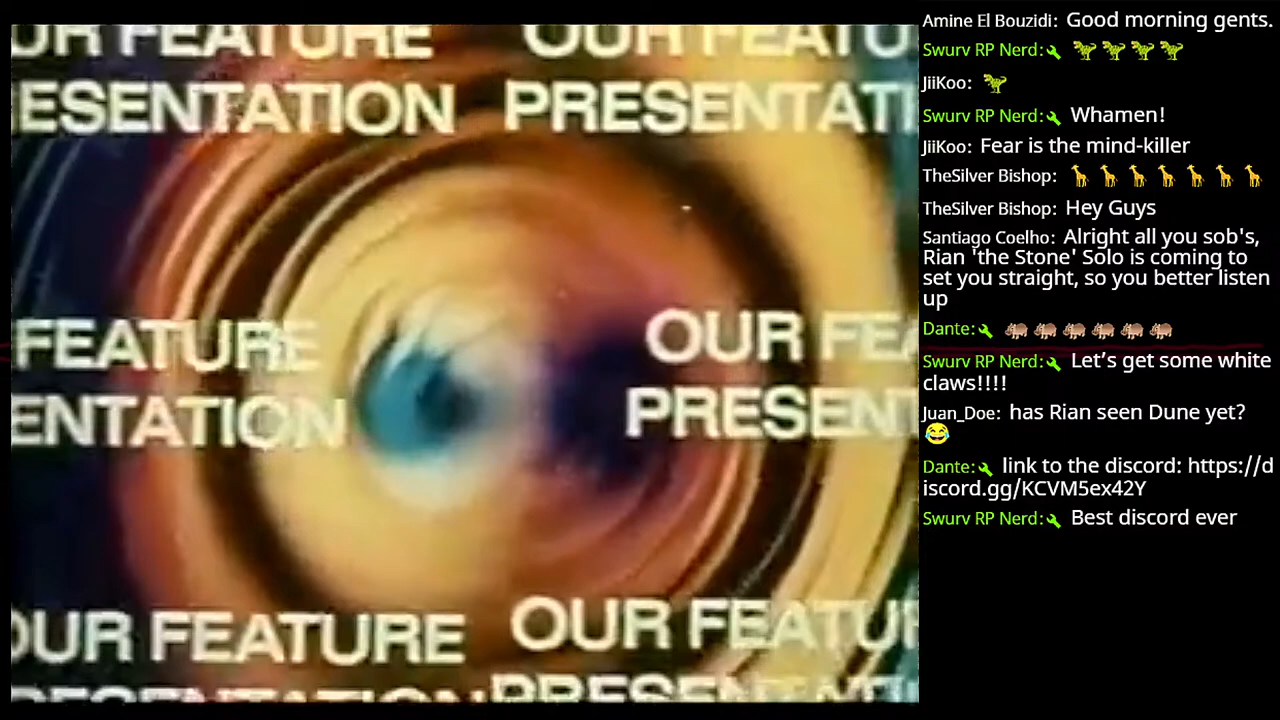 OUR FEATURE OUR FEATU
ESENTATION PRESENTATI
FEATURE OUR FEA
ENTATION PRESENT
OUR FEATURE OUR FEATUR
PRESENTATION PRESENTATI
Amine El Bouzidi: Good morning gents.
Swurv RP Nerd: 🦖 🦖 🦖 🦖
JiiKoo: 🦖
Swurv RP Nerd: Whamen!
JiiKoo: Fear is the mind-killer
TheSilver Bishop: 🦒 🦒 🦒 🦒 🦒 🦒 🦒
TheSilver Bishop: Hey Guys
Santiago Coelho: Alright all you sob's,
Rian 'the Stone' Solo is coming to
set you straight, so you better listen
up
Dante: 🦛 🦛 🦛 🦛 🦛 🦛
Swurv RP Nerd: Let’s get some white
claws!!!!
Juan_Doe: has Rian seen Dune yet?
😂
Dante: link to the discord: https://d
iscord.gg/KCVM5ex42Y
Swurv RP Nerd: Best discord ever